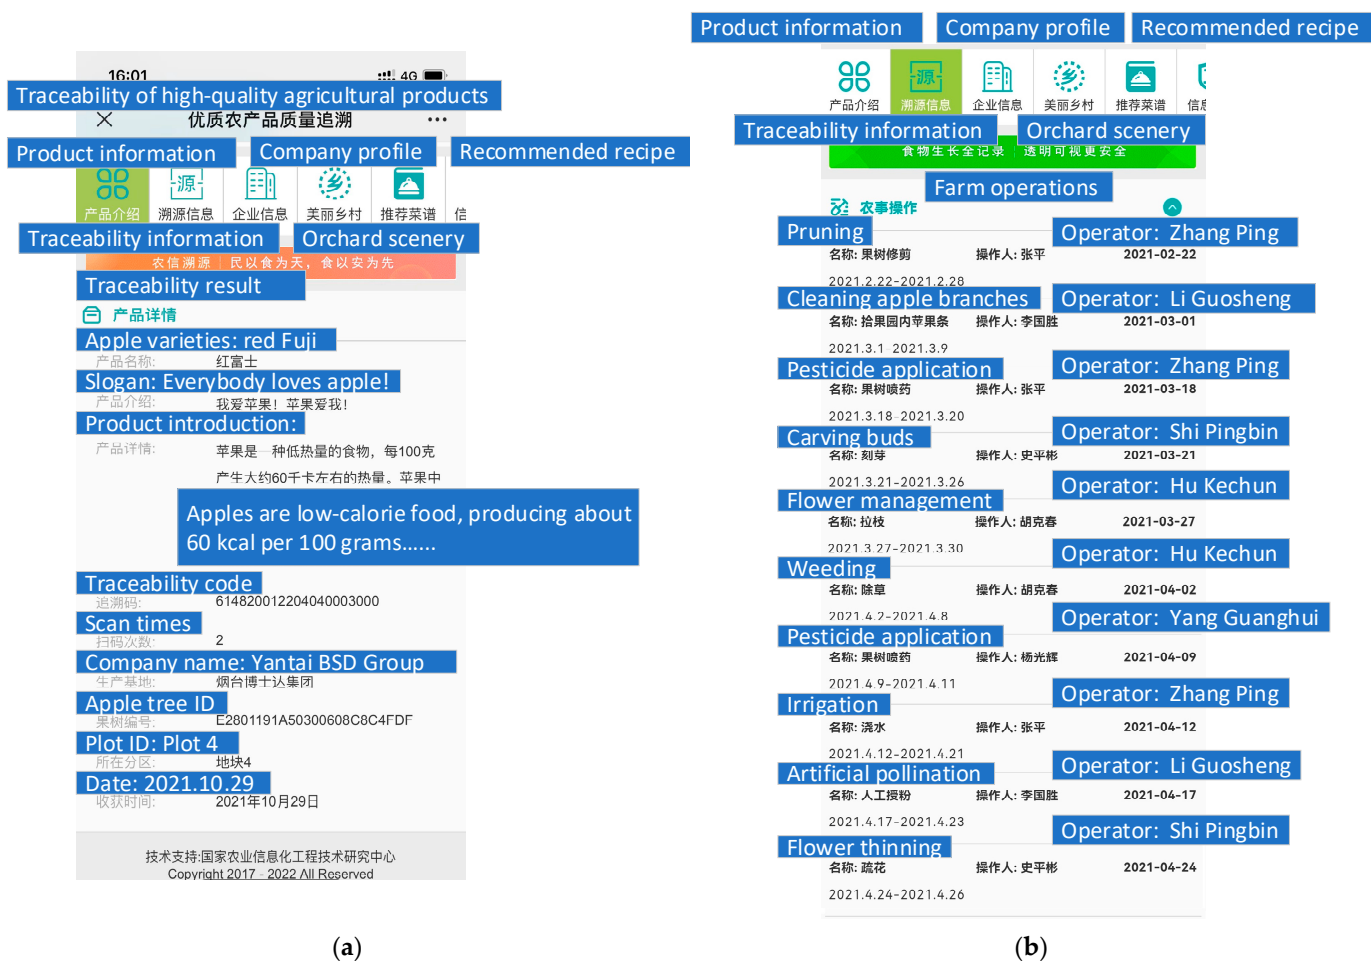 16:01
4G
Traceability of high-quality agricultural products
优质农产品质量追溯
Product information
Company profile
Recommended recipe
产品介绍
溯源信息
企业信息
美丽乡村
推荐菜谱
Traceability information
Orchard scenery
农信溯源 | 民以食为天，食以安为先
Traceability result
产品详情
Apple varieties: red Fuji
产品名称: 红富士
Slogan: Everybody loves apple!
产品介绍: 我爱苹果！苹果爱我！
Product introduction:
产品详情: 苹果是一种低热量的食物，每100克
产生大约60千卡左右的热量。苹果中
Apples are low-calorie food, producing about
60 kcal per 100 grams......
Traceability code
追溯码: 614820012204040003000
Scan times
扫码次数: 2
Company name: Yantai BSD Group
生产基地: 烟台博士达集团
Apple tree ID
果树编号: E2801191A50300608C8C4FDF
Plot ID: Plot 4
所在分区: 地块4
Date: 2021.10.29
收获时间: 2021年10月29日
技术支持:国家农业信息化工程技术研究中心
Copyright 2017 - 2022 All Reserved
(a)
Product information
Company profile
Recommended recipe
源
产品介绍
溯源信息
企业信息
美丽乡村
推荐菜谱
Traceability information
Orchard scenery
食物生长全记录 | 透明可视更安全
Farm operations
农事操作
Pruning
Operator: Zhang Ping
名称: 果树修剪 操作人: 张平 2021-02-22
2021.2.22-2021.2.28
Cleaning apple branches
Operator: Li Guosheng
名称: 拾果园内苹果条 操作人: 李国胜 2021-03-01
2021.3.1-2021.3.9
Pesticide application
Operator: Zhang Ping
名称: 果树喷药 操作人: 张平 2021-03-18
2021.3.18-2021.3.20
Carving buds
Operator: Shi Pingbin
名称: 刻芽 操作人: 史平彬 2021-03-21
2021.3.21-2021.3.26
Flower management
Operator: Hu Kechun
名称: 拉枝 操作人: 胡克春 2021-03-27
2021.3.27-2021.3.30
Weeding
Operator: Hu Kechun
名称: 除草 操作人: 胡克春 2021-04-02
2021.4.2-2021.4.8
Pesticide application
Operator: Yang Guanghui
名称: 果树喷药 操作人: 杨光辉 2021-04-09
2021.4.9-2021.4.11
Irrigation
Operator: Zhang Ping
名称: 浇水 操作人: 张平 2021-04-12
2021.4.12-2021.4.21
Artificial pollination
Operator: Li Guosheng
名称: 人工授粉 操作人: 李国胜 2021-04-17
2021.4.17-2021.4.23
Flower thinning
Operator: Shi Pingbin
名称: 疏花 操作人: 史平彬 2021-04-24
2021.4.24-2021.4.26
(b)